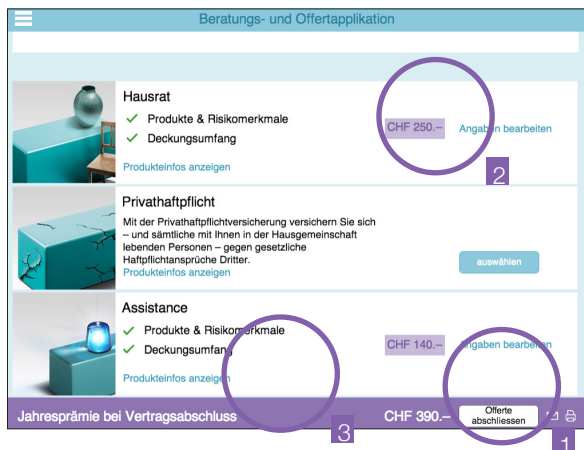 Beratungs- und Offertapplikation
Hausrat
Produkte & Risikomerkmale
Deckungsumfang
CHF 250.–
Angaben bearbeiten
Produkteinfos anzeigen
2
Privathaftpflicht
Mit der Privathaftpflichtversicherung versichern Sie sich
– und sämtliche mit Ihnen in der Hausgemeinschaft
lebenden Personen – gegen gesetzliche
Haftpflichtansprüche Dritter.
Produkteinfos anzeigen
auswählen
Assistance
Produkte & Risikomerkmale
Deckungsumfang
CHF 140.–
Angaben bearbeiten
Produkteinfos anzeigen
Jahresprämie bei Vertragsabschluss
3
CHF 390.–
Offerte
abschliessen
1